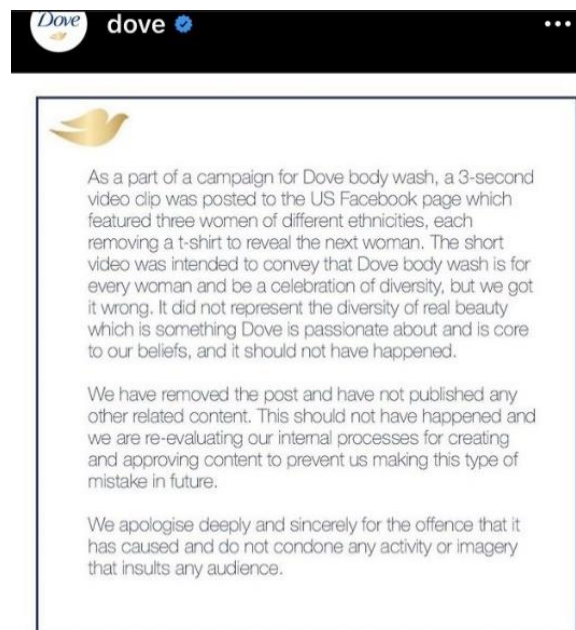 Dove
dove
As a part of a campaign for Dove body wash, a 3-second
video clip was posted to the US Facebook page which
featured three women of different ethnicities, each
removing a t-shirt to reveal the next woman. The short
video was intended to convey that Dove body wash is for
every woman and be a celebration of diversity, but we got
it wrong. It did not represent the diversity of real beauty
which is something Dove is passionate about and is core
to our beliefs, and it should not have happened.
We have removed the post and have not published any
other related content. This should not have happened and
we are re-evaluating our internal processes for creating
and approving content to prevent us making this type of
mistake in future.
We apologise deeply and sincerely for the offence that it
has caused and do not condone any activity or imagery
that insults any audience.